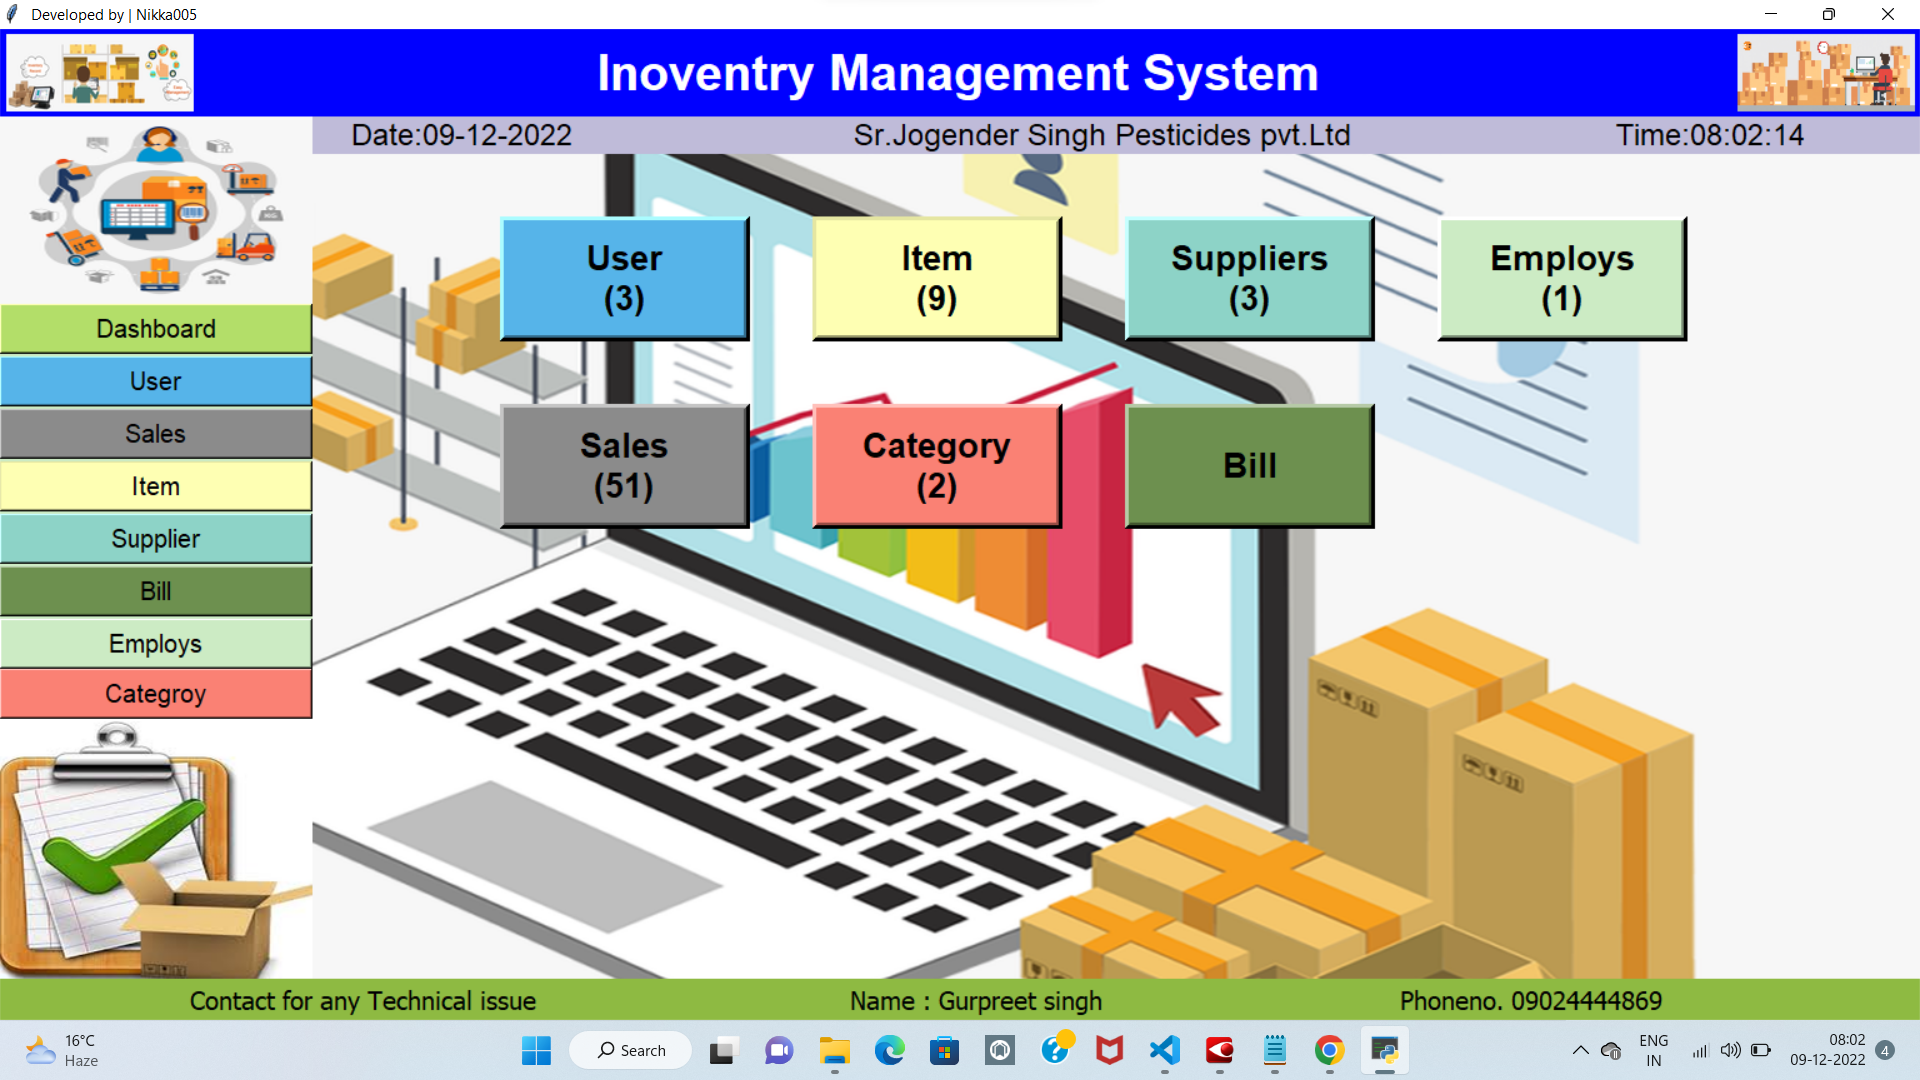 Developed by | Nikka005
Inoventry Management System
Date:09-12-2022
Sr.Jogender Singh Pesticides pvt.Ltd
Time:08:02:14
User
(3)
Item
(9)
Suppliers
(3)
Employs
(1)
Sales
(51)
Category
(2)
Bill
Dashboard
User
Sales
Item
Supplier
Bill
Employs
Categroy
Contact for any Technical issue
Name : Gurpreet singh
Phoneno. 09024444869
16°C
Haze
Search
ENG
IN
08:02
09-12-2022
4